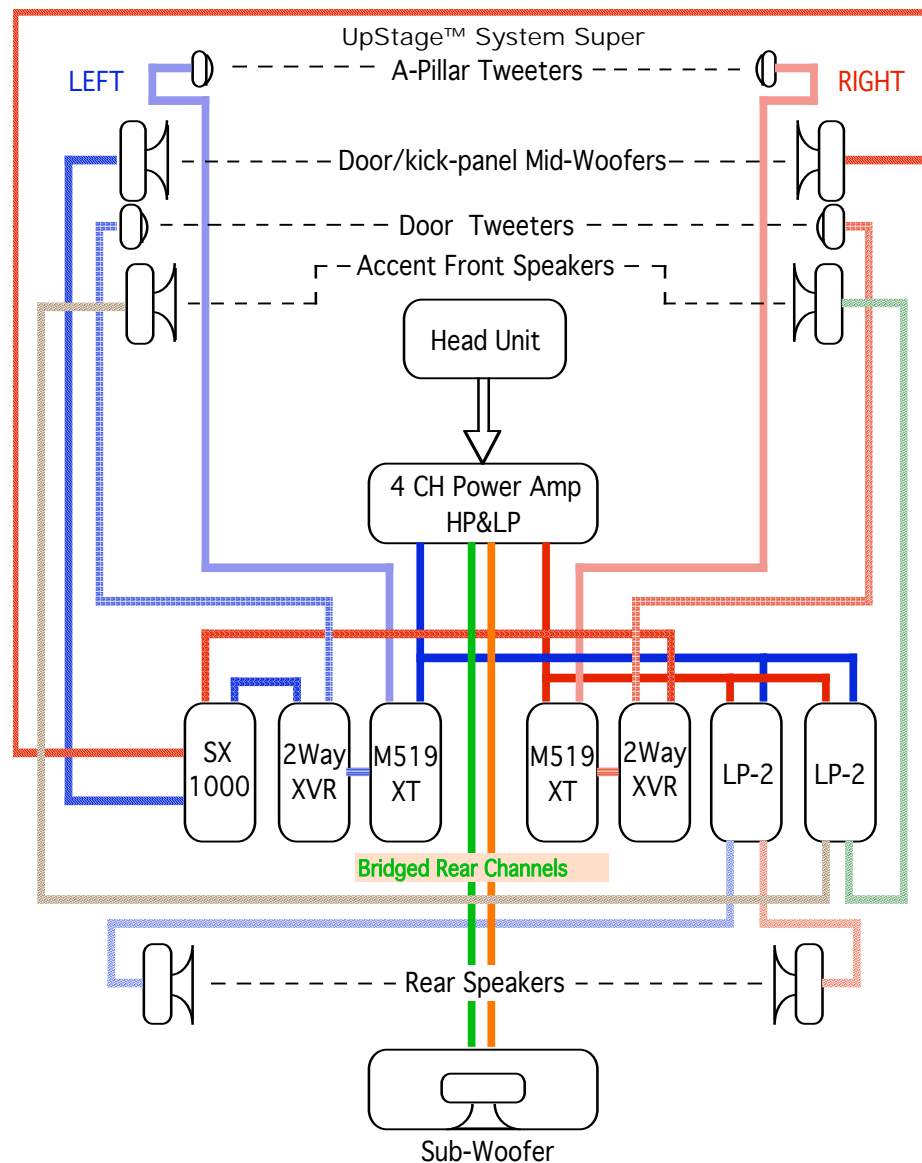 UpStage™ System Super
A-Pillar Tweeters
LEFT
RIGHT
Door/kick-panel Mid-Woofers
Door Tweeters
Accent Front Speakers
Head Unit
4 CH Power Amp
HP&LP
SX
1000
2Way
XVR
M519
XT
M519
XT
2Way
XVR
LP-2
LP-2
Bridged Rear Channels
Rear Speakers
Sub-Woofer